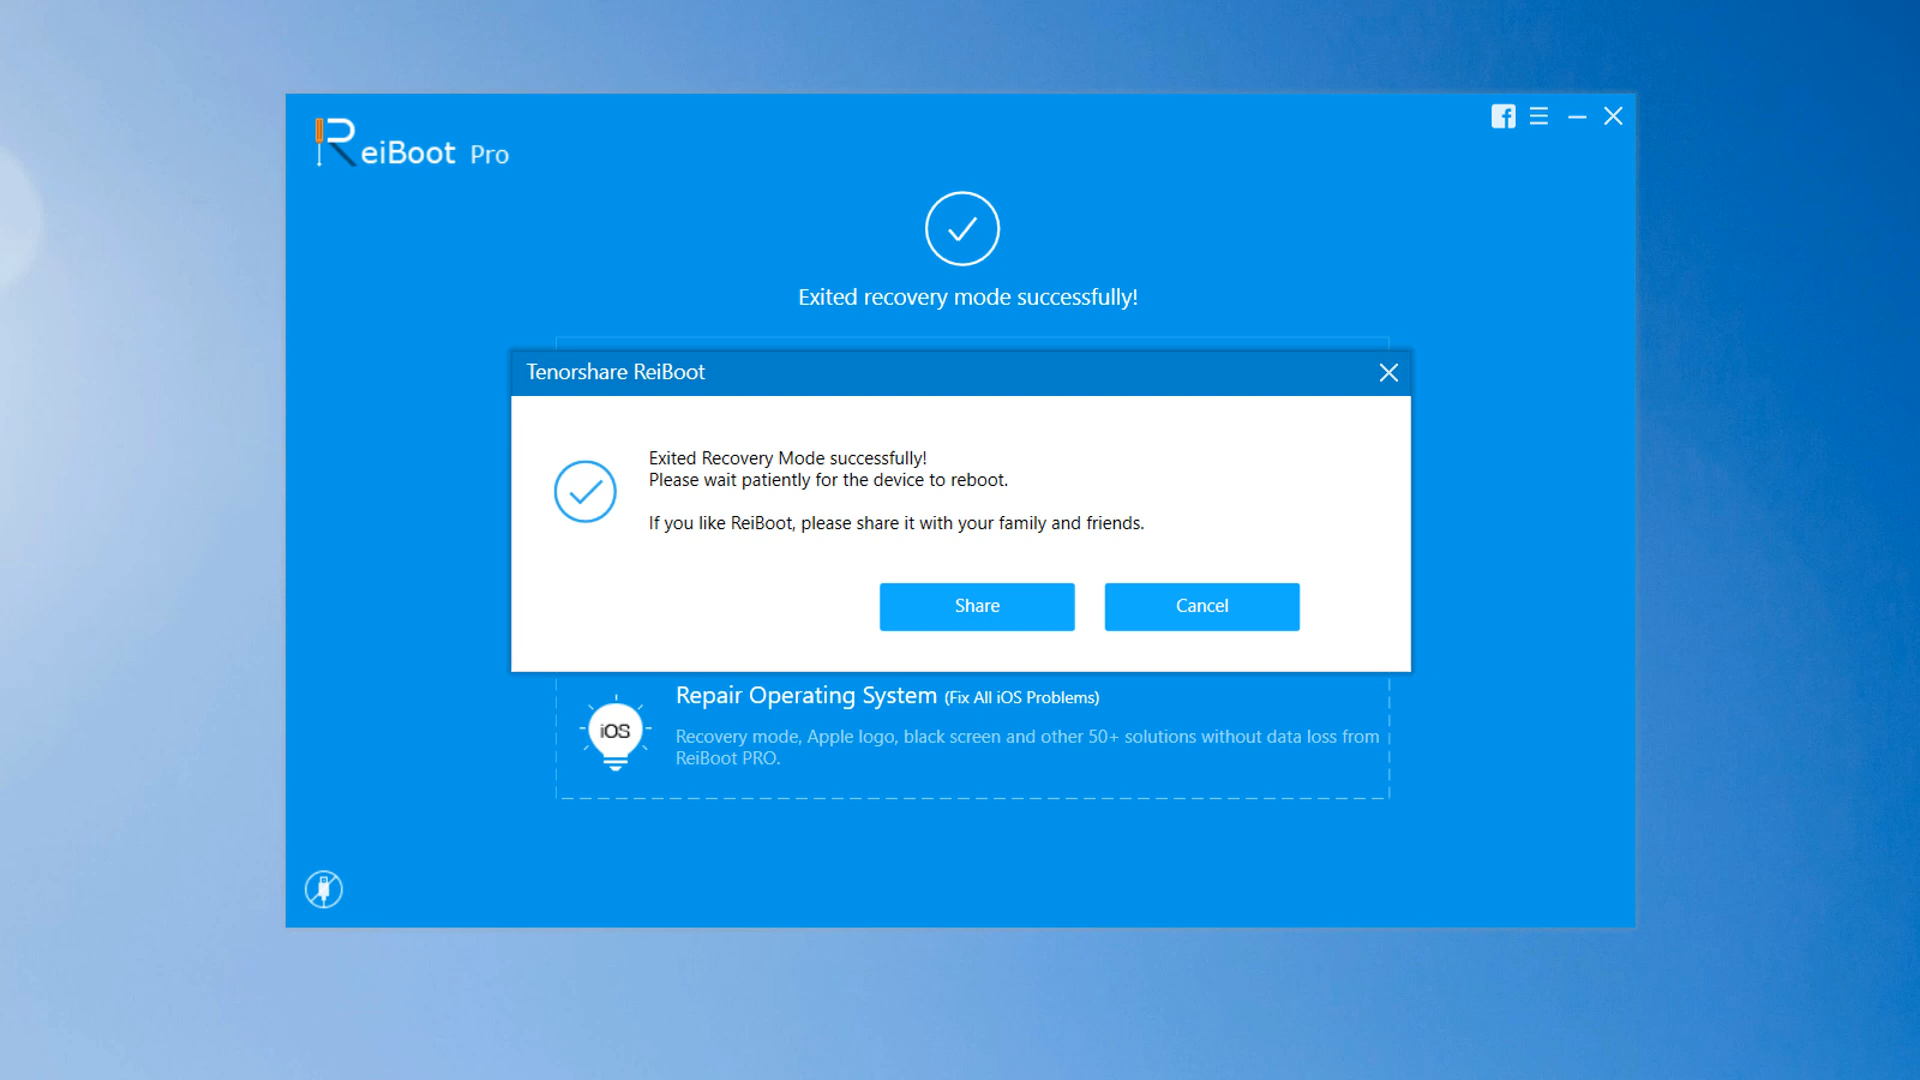 ReiBoot Pro
Exited recovery mode successfully!
Tenorshare ReiBoot
Exited Recovery Mode successfully!
Please wait patiently for the device to reboot.
If you like ReiBoot, please share it with your family and friends.
Share
Cancel
Repair Operating System (Fix All iOS Problems)
iOS
Recovery mode, Apple logo, black screen and other 50+ solutions without data loss from
ReiBoot PRO.